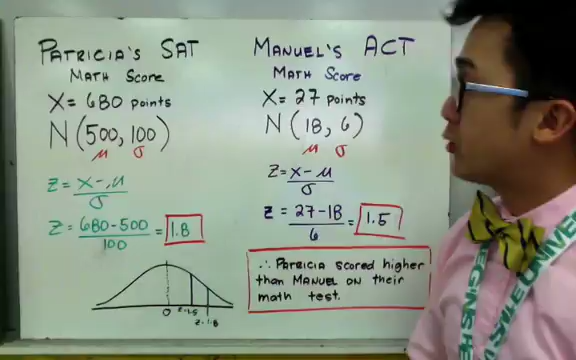 PATRICIA'S SAT
MATH SCORE
X = 680 POINTS
N (500, 100)
μ σ
Z = X - μ
σ
Z = 680 - 500 = 1.8
100
0 Z=1.5
Z=1.8
MANUEL'S ACT
MATH SCORE
X = 27 POINTS
N (18, 6)
μ σ
Z = X - μ
σ
Z = 27 - 18 = 1.5
6
∴ PATRICIA SCORED HIGHER
THAN MANUEL ON THEIR
MATH TEST.